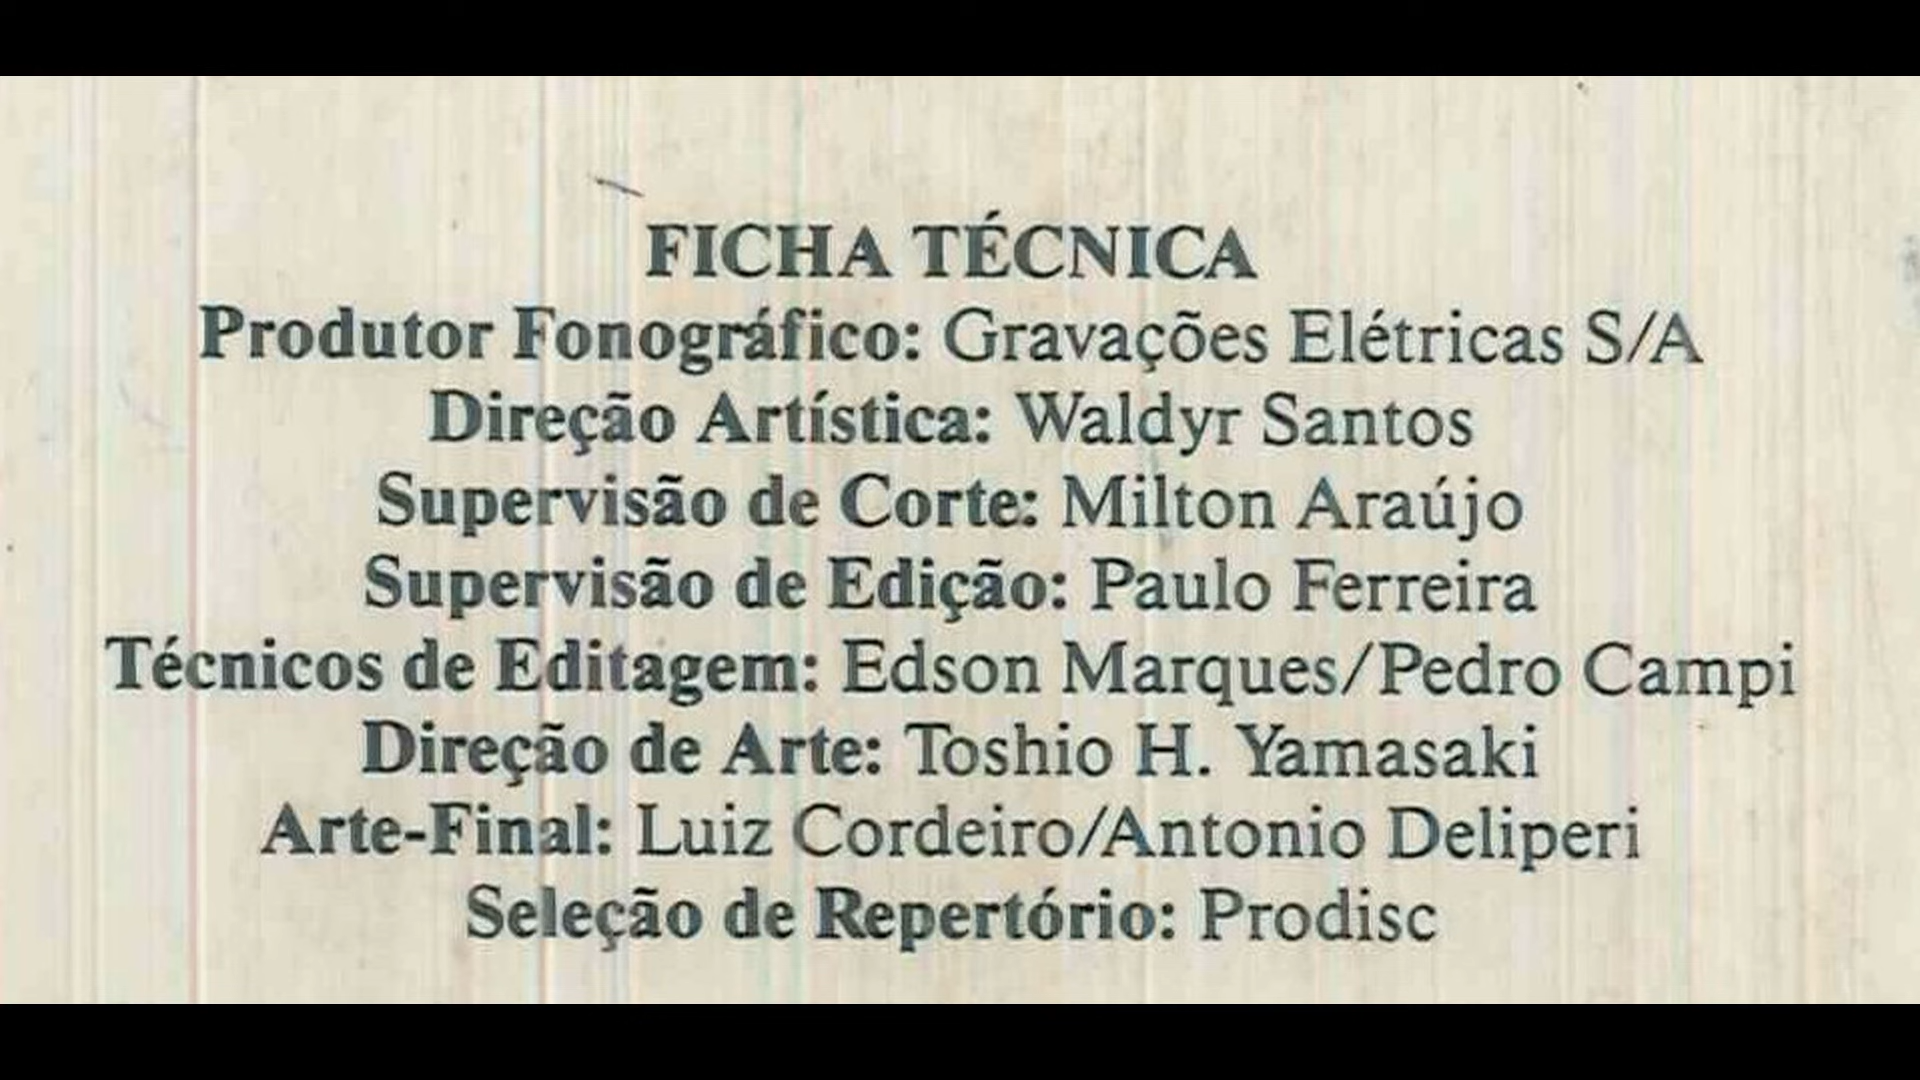 FICHA TÉCNICA
Produtor Fonográfico: Gravações Elétricas S/A
Direção Artística: Waldyr Santos
Supervisão de Corte: Milton Araújo
Supervisão de Edição: Paulo Ferreira
Técnicos de Editagem: Edson Marques/Pedro Campi
Direção de Arte: Toshio H. Yamasaki
Arte-Final: Luiz Cordeiro/Antonio Deliperi
Seleção de Repertório: Prodisc